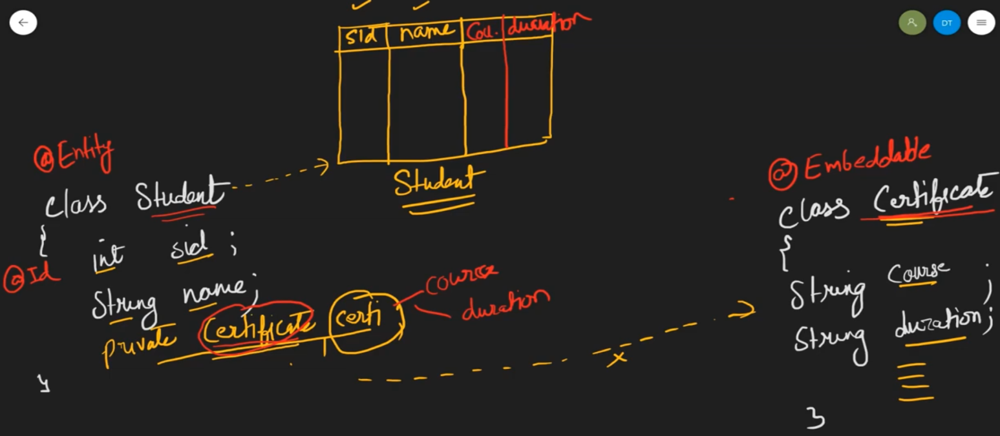 DT
sid name Cou. duration
Student
@Entity
class Student
{
int sid ;
@Id
String name;
private Certificate certi
course
duration
}
@Embeddable
class Certificate
{
String Course ;
String duration;
}